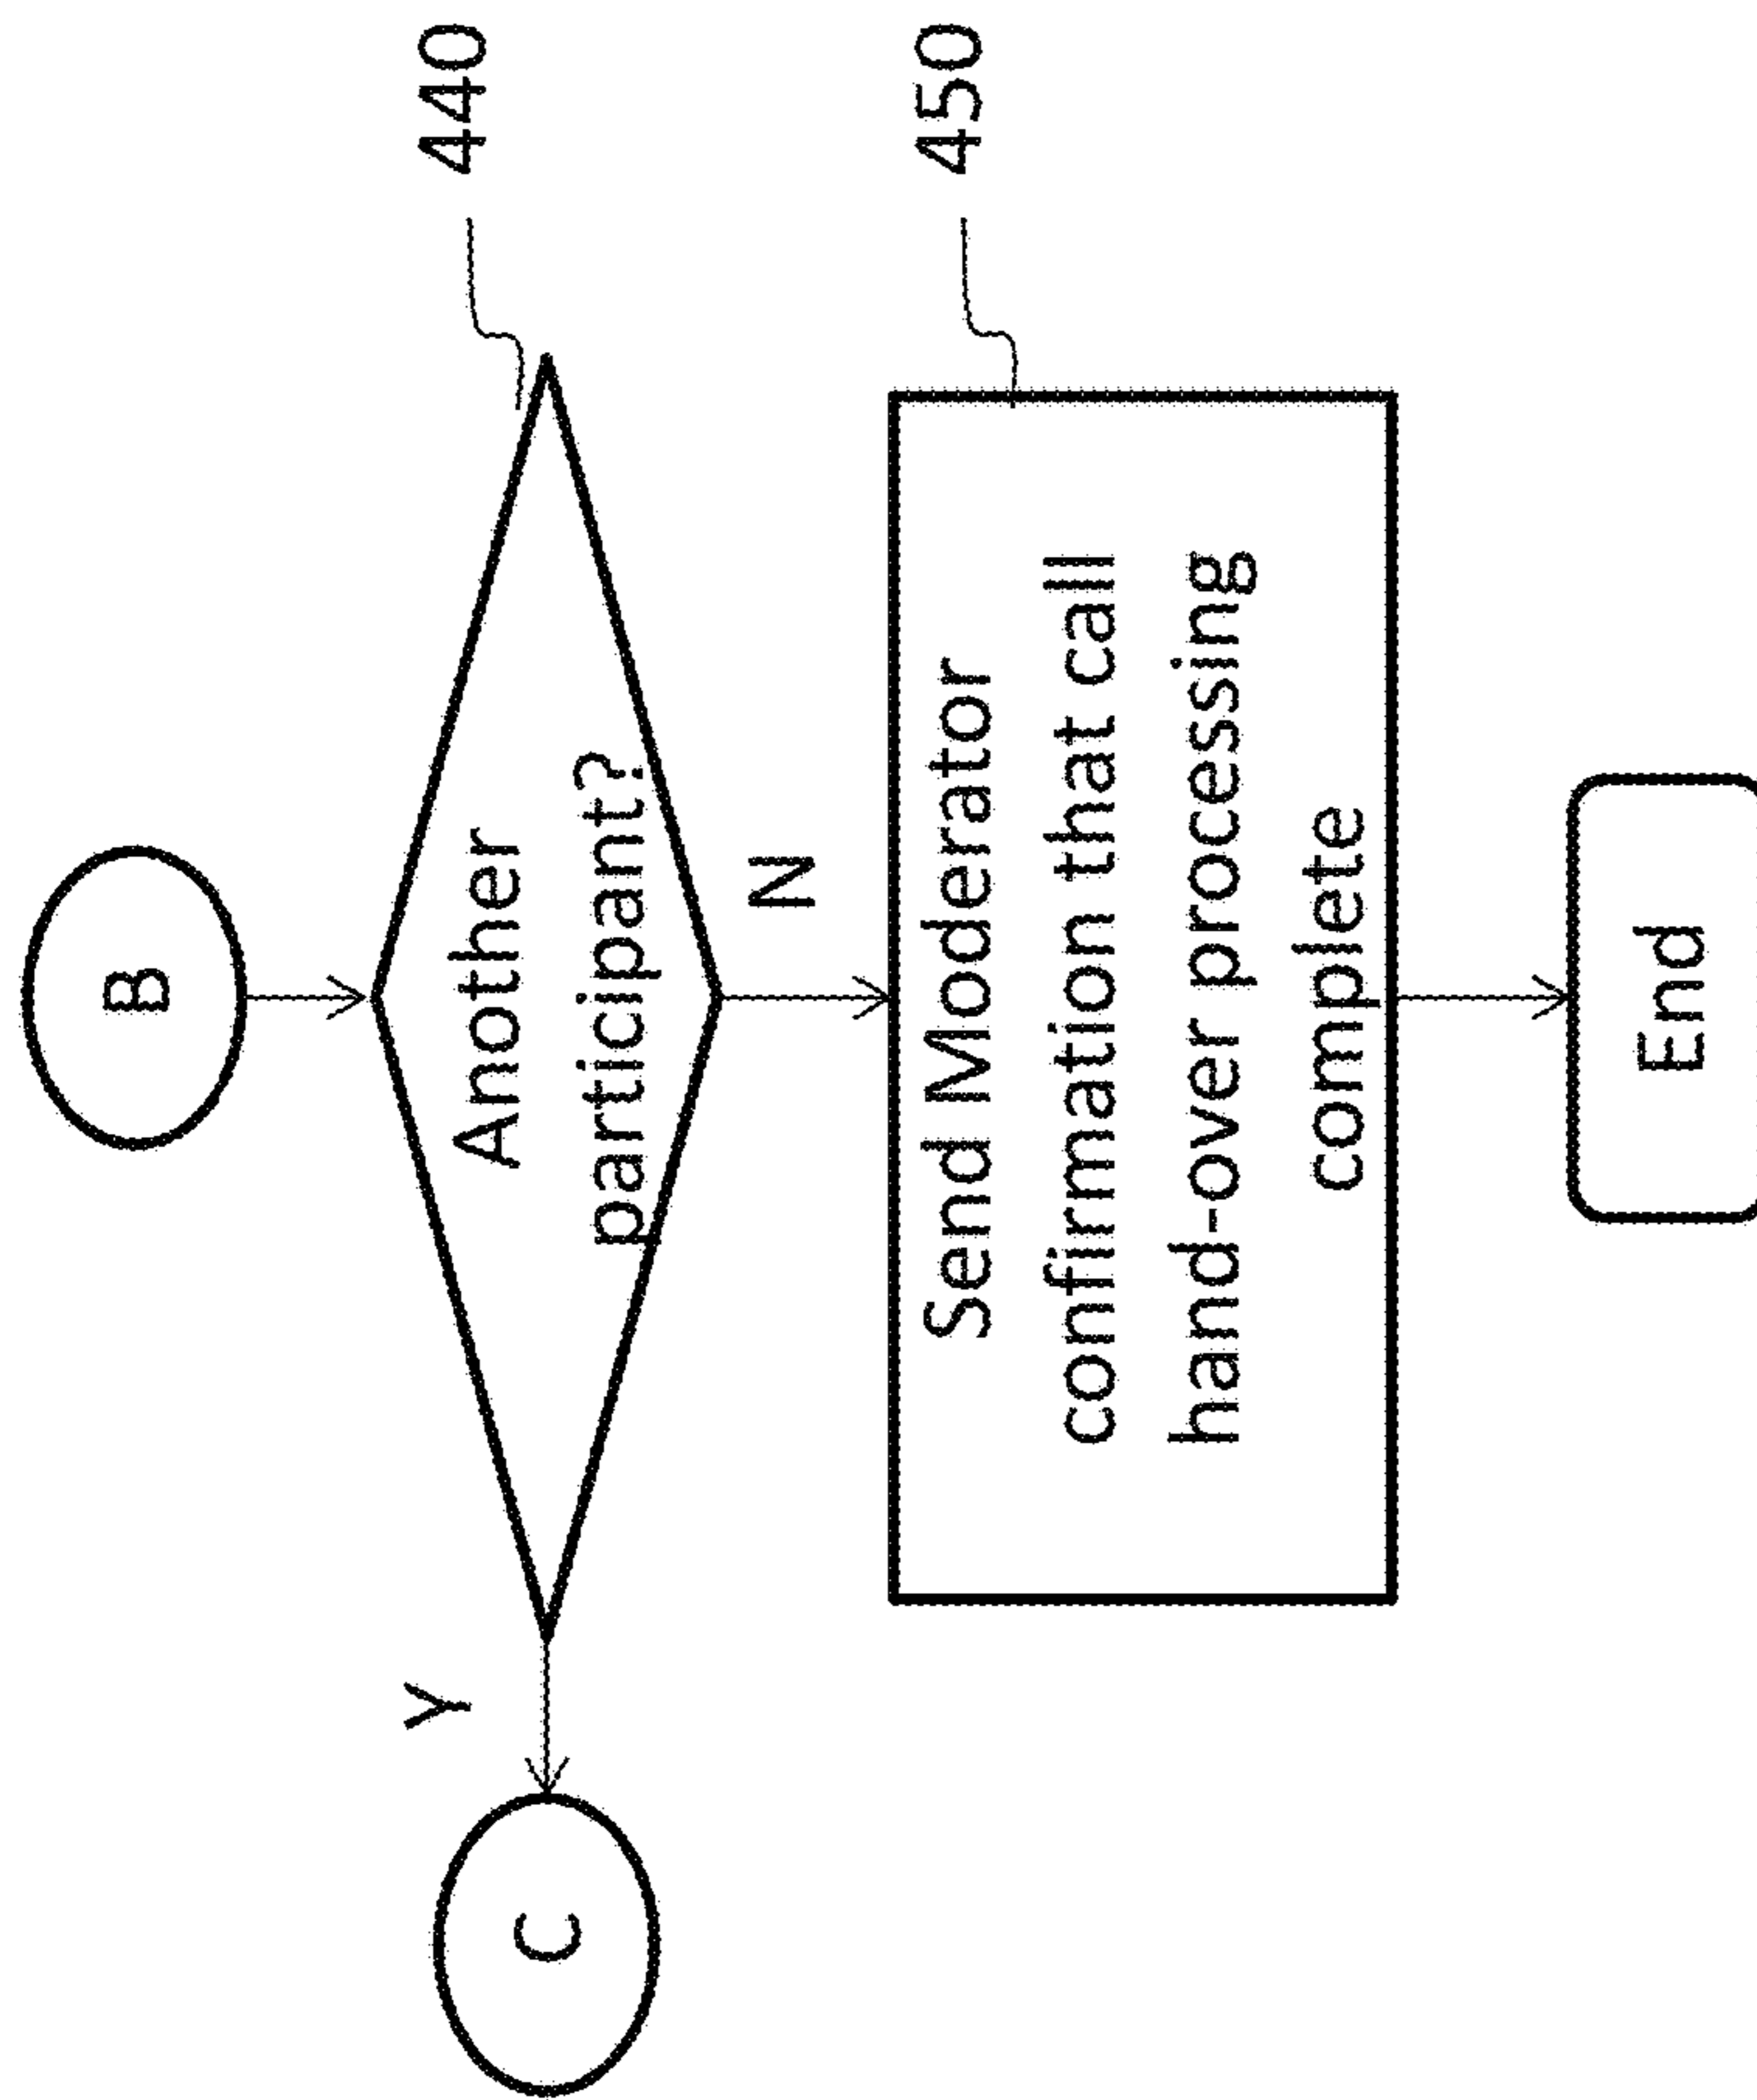 B
440
Another
participant?
Y
C
N
450
Send Moderator
confirmation that call
hand-over processing
complete
End